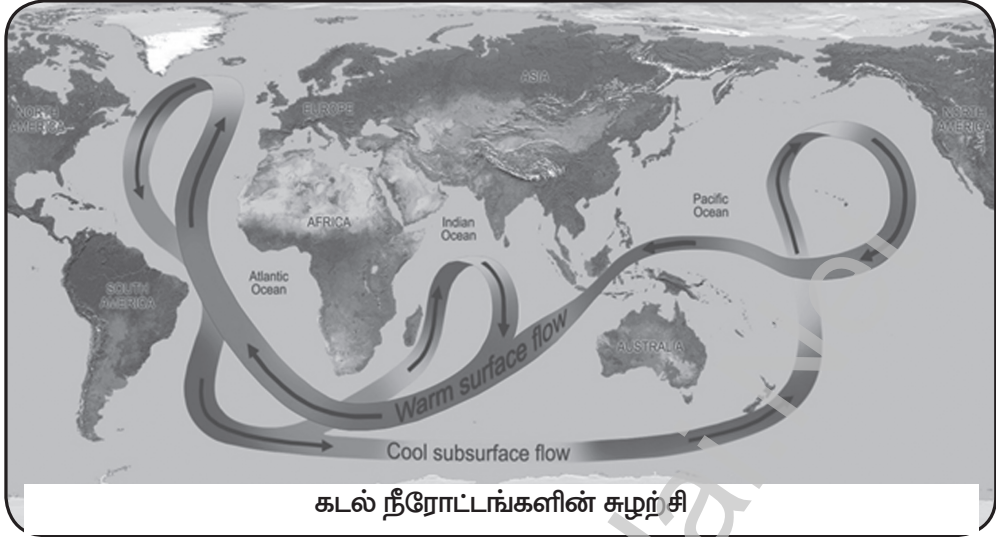 ASIA
NORTH
AMERICA
EUROPE
NORTH
AMERICA
Pacific
Ocean
AFRICA
Indian
Ocean
Atlantic
Ocean
SOUTH
AMERICA
AUSTRALIA
Warm surface flow
Cool subsurface flow
கடல் நீரோட்டங்களின் சுழற்சி